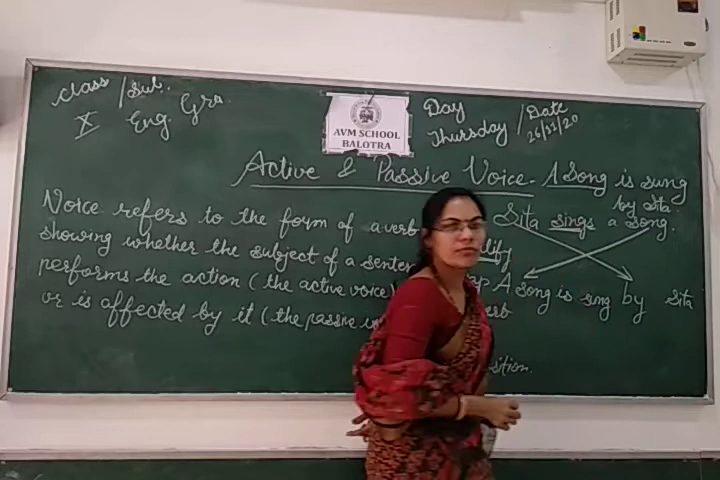 Class / Sub.
X Eng. Gra.
AVM SCHOOL
BALOTRA
Day / Date
Thursday / 26/11/20
Active & Passive Voice- A Song is sung
by Sita.
Voice refers to the form of a verb
showing whether the subject of a
performs the action (the active voice)
or is affected by it (the passive
Sita sings a song.
A song is sung by Sita